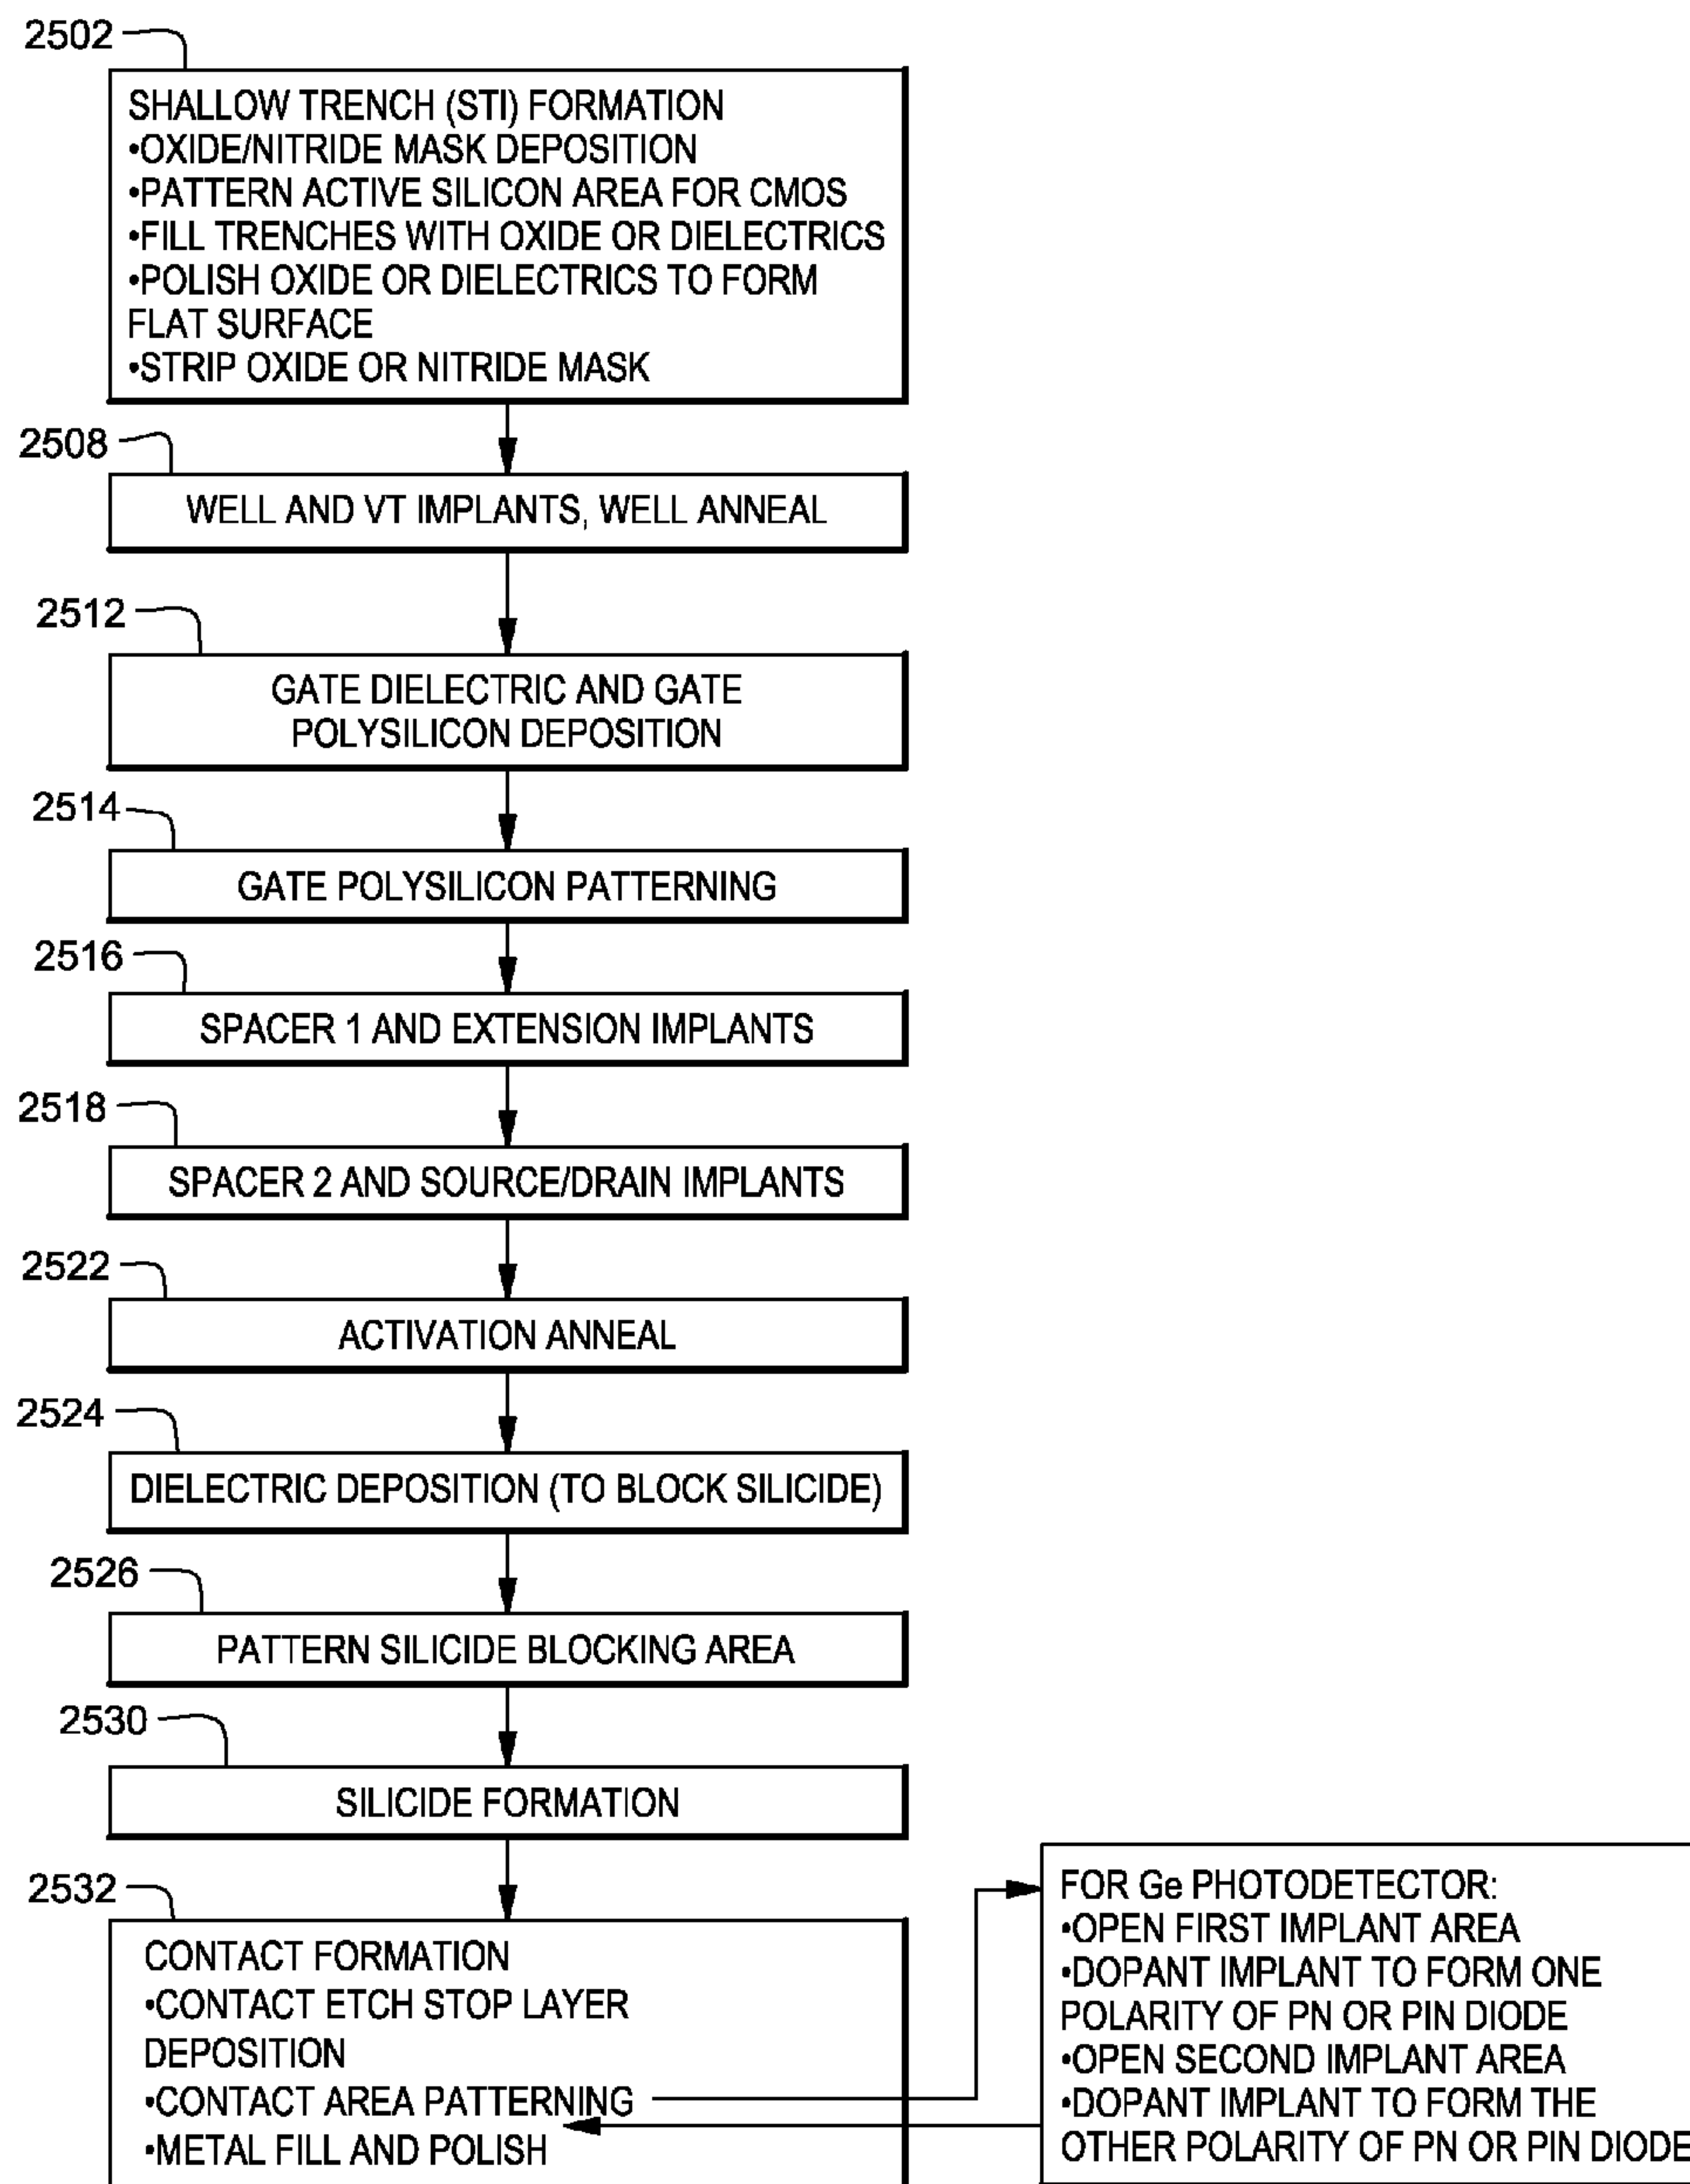 2502
SHALLOW TRENCH (STI) FORMATION
•OXIDE/NITRIDE MASK DEPOSITION
•PATTERN ACTIVE SILICON AREA FOR CMOS
•FILL TRENCHES WITH OXIDE OR DIELECTRICS
•POLISH OXIDE OR DIELECTRICS TO FORM
FLAT SURFACE
•STRIP OXIDE OR NITRIDE MASK
2508
WELL AND VT IMPLANTS, WELL ANNEAL
2512
GATE DIELECTRIC AND GATE
POLYSILICON DEPOSITION
2514
GATE POLYSILICON PATTERNING
2516
SPACER 1 AND EXTENSION IMPLANTS
2518
SPACER 2 AND SOURCE/DRAIN IMPLANTS
2522
ACTIVATION ANNEAL
2524
DIELECTRIC DEPOSITION (TO BLOCK SILICIDE)
2526
PATTERN SILICIDE BLOCKING AREA
2530
SILICIDE FORMATION
2532
CONTACT FORMATION
•CONTACT ETCH STOP LAYER
DEPOSITION
•CONTACT AREA PATTERNING
•METAL FILL AND POLISH
FOR Ge PHOTODETECTOR:
•OPEN FIRST IMPLANT AREA
•DOPANT IMPLANT TO FORM ONE
POLARITY OF PN OR PIN DIODE
•OPEN SECOND IMPLANT AREA
•DOPANT IMPLANT TO FORM THE
OTHER POLARITY OF PN OR PIN DIODE